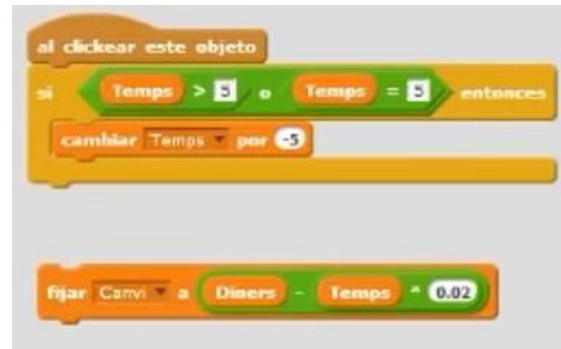 al clickear este objeto
si Temps > 5 o Temps = 5 entonces
cambiar Temps por -5
fijar Canvi a Diners - Temps * 0.02